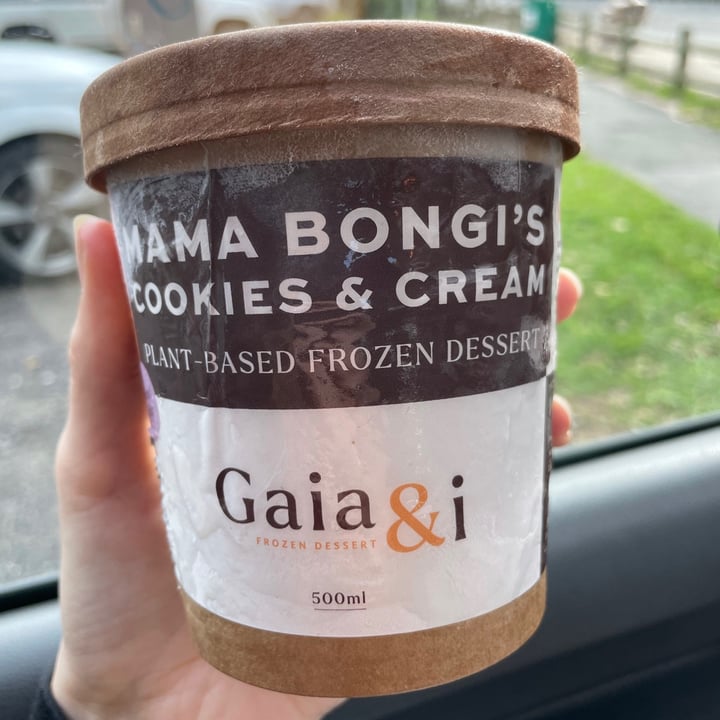 MAMA BONGI'S
COOKIES & CREAM
PLANT-BASED FROZEN DESSERT
Gaia & i
FROZEN DESSERT
500ml